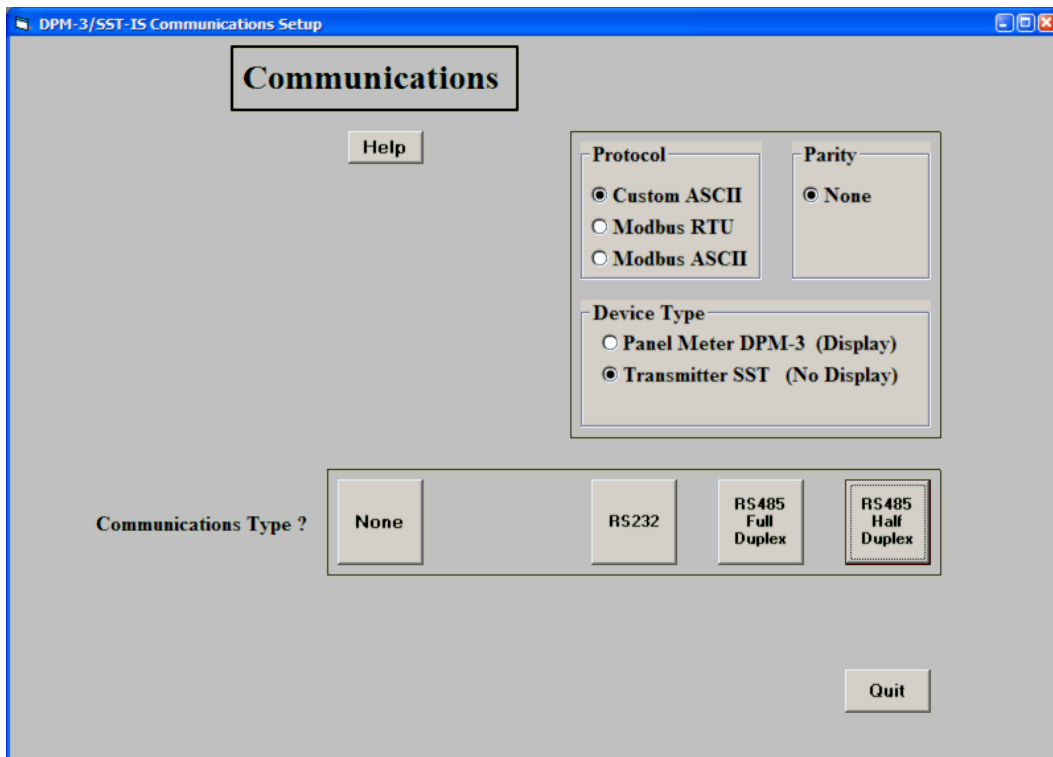 DPM-3/SST-IS Communications Setup
Communications
Help
Protocol
Custom ASCII
Modbus RTU
Modbus ASCII
Parity
None
Device Type
Panel Meter DPM-3 (Display)
Transmitter SST (No Display)
Communications Type ?
None
RS232
RS485
Full
Duplex
RS485
Half
Duplex
Quit